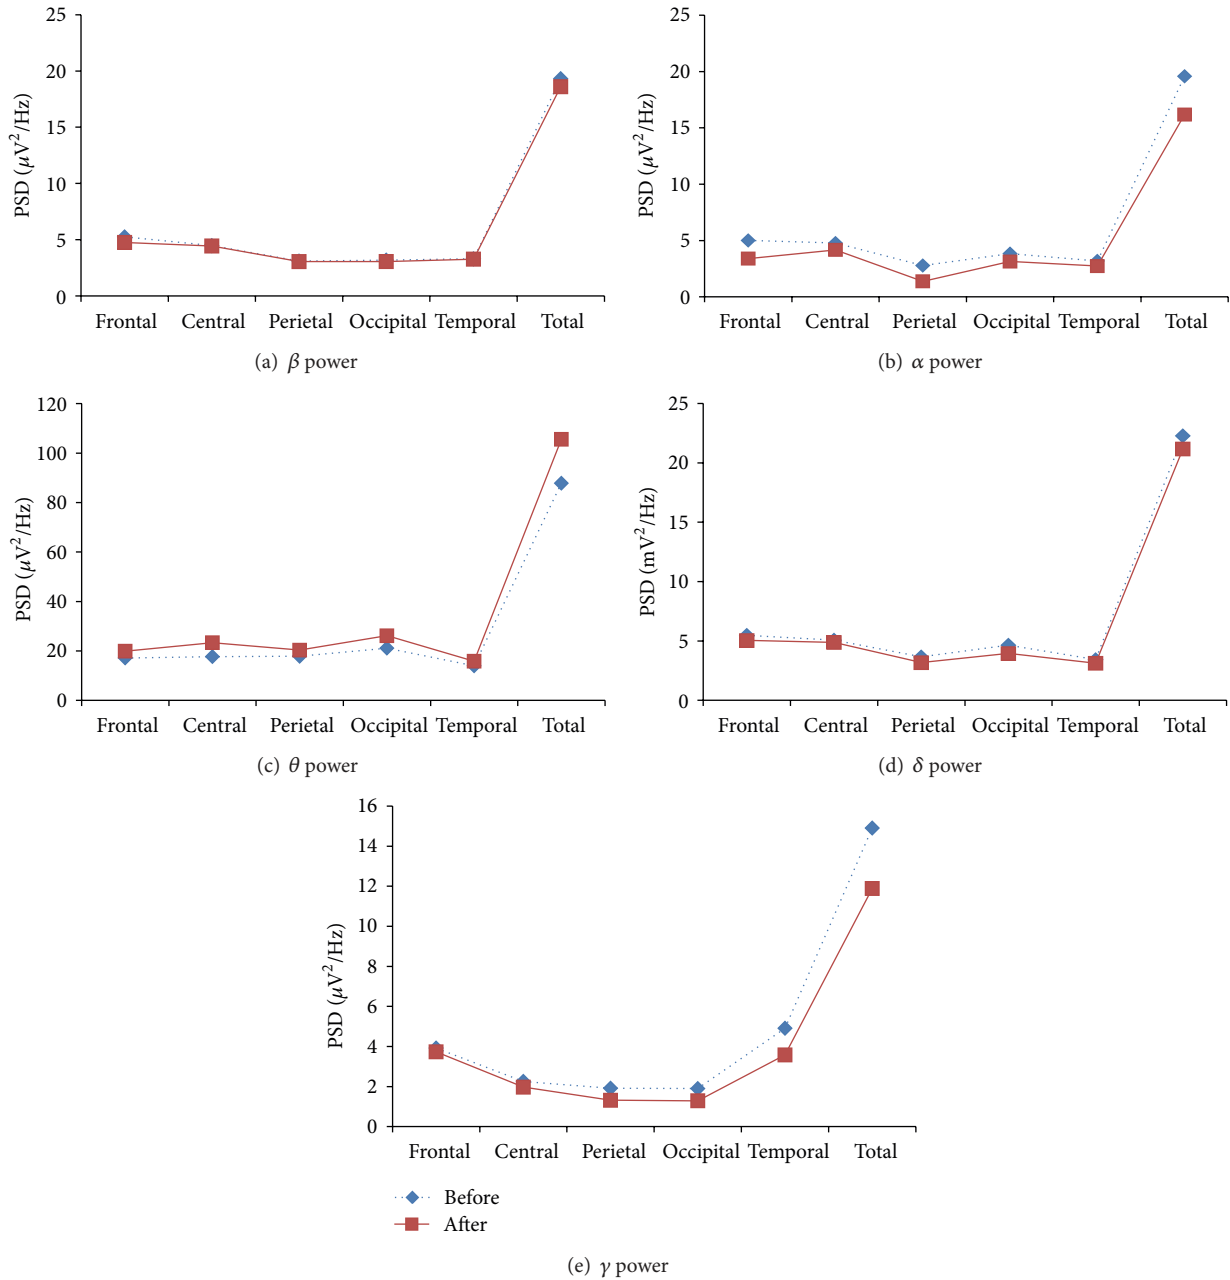 25
20
15
10
5
0
PSD (μV²/Hz)
Frontal Central Perietal Occipital Temporal Total
(a) β power
25
20
15
10
5
0
PSD (μV²/Hz)
Frontal Central Perietal Occipital Temporal Total
(b) α power
120
100
80
60
40
20
0
PSD (μV²/Hz)
Frontal Central Perietal Occipital Temporal Total
(c) θ power
25
20
15
10
5
0
PSD (mV²/Hz)
Frontal Central Perietal Occipital Temporal Total
(d) δ power
16
14
12
10
8
6
4
2
0
PSD (μV²/Hz)
Frontal Central Perietal Occipital Temporal Total
Before
After
(e) γ power